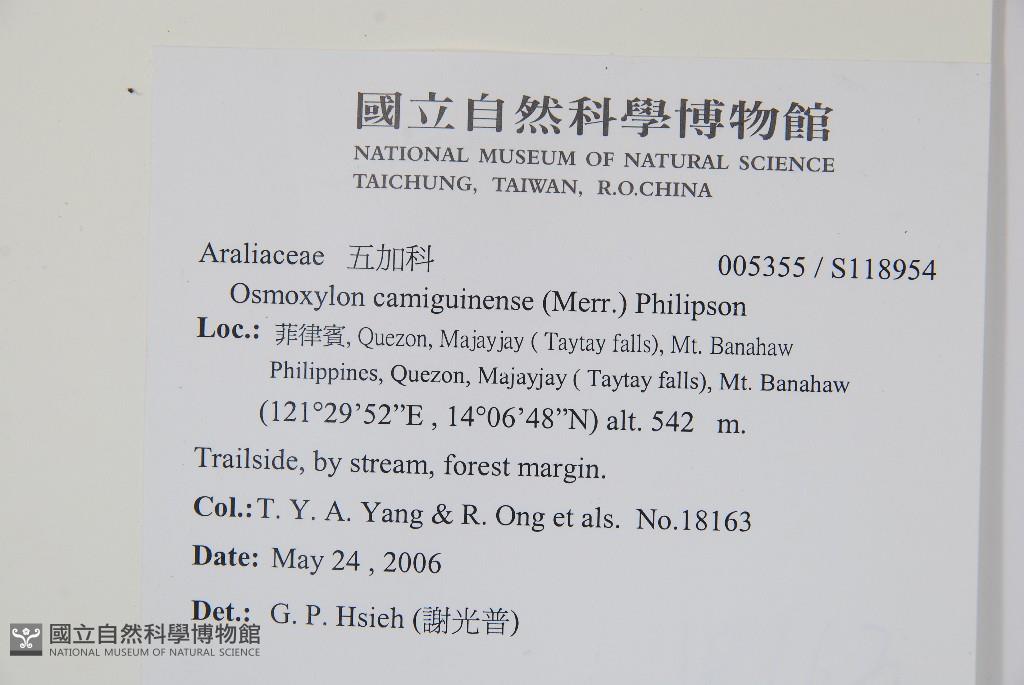 國立自然科學博物館
NATIONAL MUSEUM OF NATURAL SCIENCE
TAICHUNG, TAIWAN, R.O.CHINA
Araliaceae 五加科 005355 / S118954
Osmoxylon camiguinense (Merr.) Philipson
Loc.: 菲律賓, Quezon, Majayjay ( Taytay falls), Mt. Banahaw
Philippines, Quezon, Majayjay ( Taytay falls), Mt. Banahaw
(121°29’52”E , 14°06’48”N) alt. 542 m.
Trailside, by stream, forest margin.
Col.: T. Y. A. Yang & R. Ong et als. No.18163
Date: May 24 , 2006
Det.: G. P. Hsieh (謝光普)
國立自然科學博物館
NATIONAL MUSEUM OF NATURAL SCIENCE